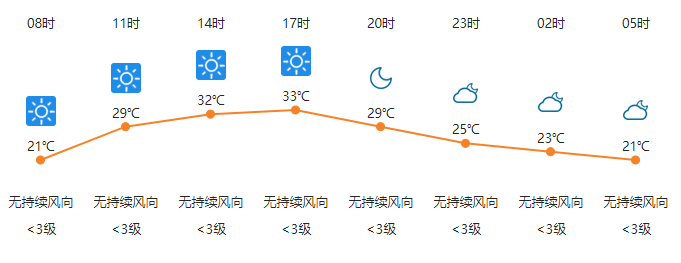 08时 11时 14时 17时 20时 23时 02时 05时
21℃ 29℃ 32℃ 33℃ 29℃ 25℃ 23℃ 21℃
无持续风向 无持续风向 无持续风向 无持续风向 无持续风向 无持续风向 无持续风向 无持续风向
<3级 <3级 <3级 <3级 <3级 <3级 <3级 <3级